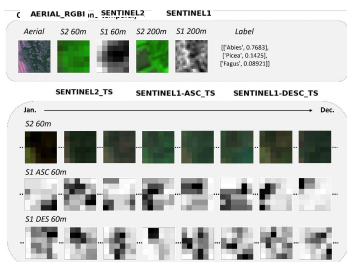 AERIAL_RGBI SENTINEL2 SENTINEL1
Aerial S2 60m S1 60m S2 200m S1 200m Label
[['Abies', 0.7683],
['Picea', 0.1425],
['Fagus', 0.08921]]
SENTINEL2_TS SENTINEL1-ASC_TS SENTINEL1-DESC_TS
Jan. Dec.
S2 60m
S1 ASC 60m
S1 DES 60m